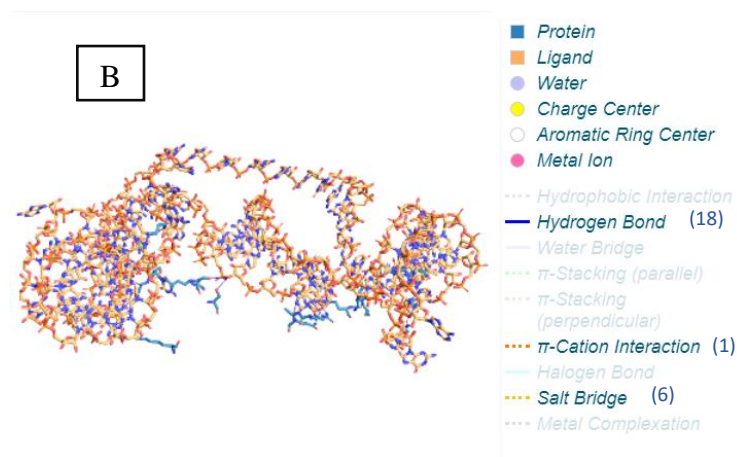 B
Protein
Ligand
Water
Charge Center
Aromatic Ring Center
Metal Ion
Hydrophobic Interaction
Hydrogen Bond (18)
Water Bridge
π-Stacking (parallel)
π-Stacking
(perpendicular)
π-Cation Interaction (1)
Halogen Bond
Salt Bridge (6)
Metal Complexation